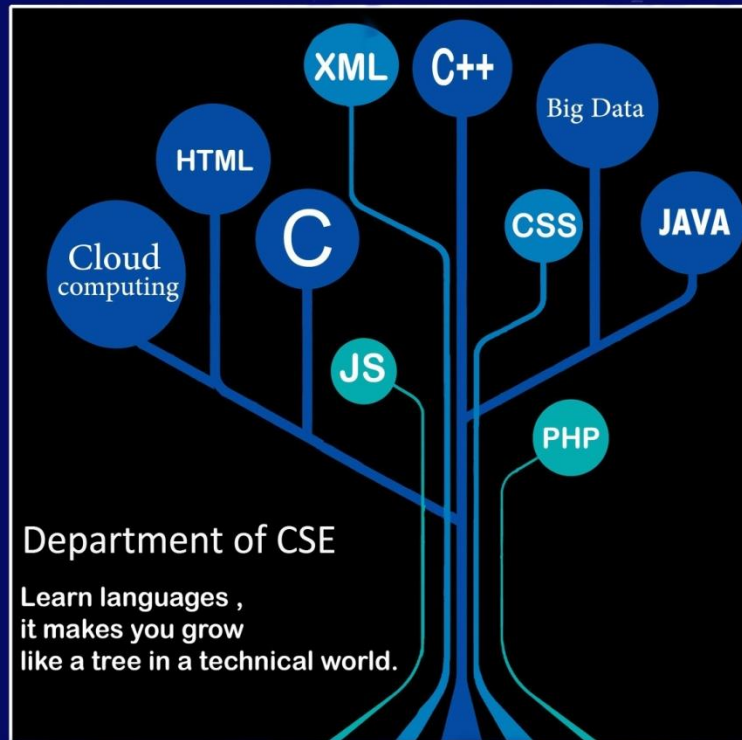 XML
C++
Big Data
HTML
CSS
JAVA
C
Cloud
computing
JS
PHP
Department of CSE
Learn languages ,
it makes you grow
like a tree in a technical world.